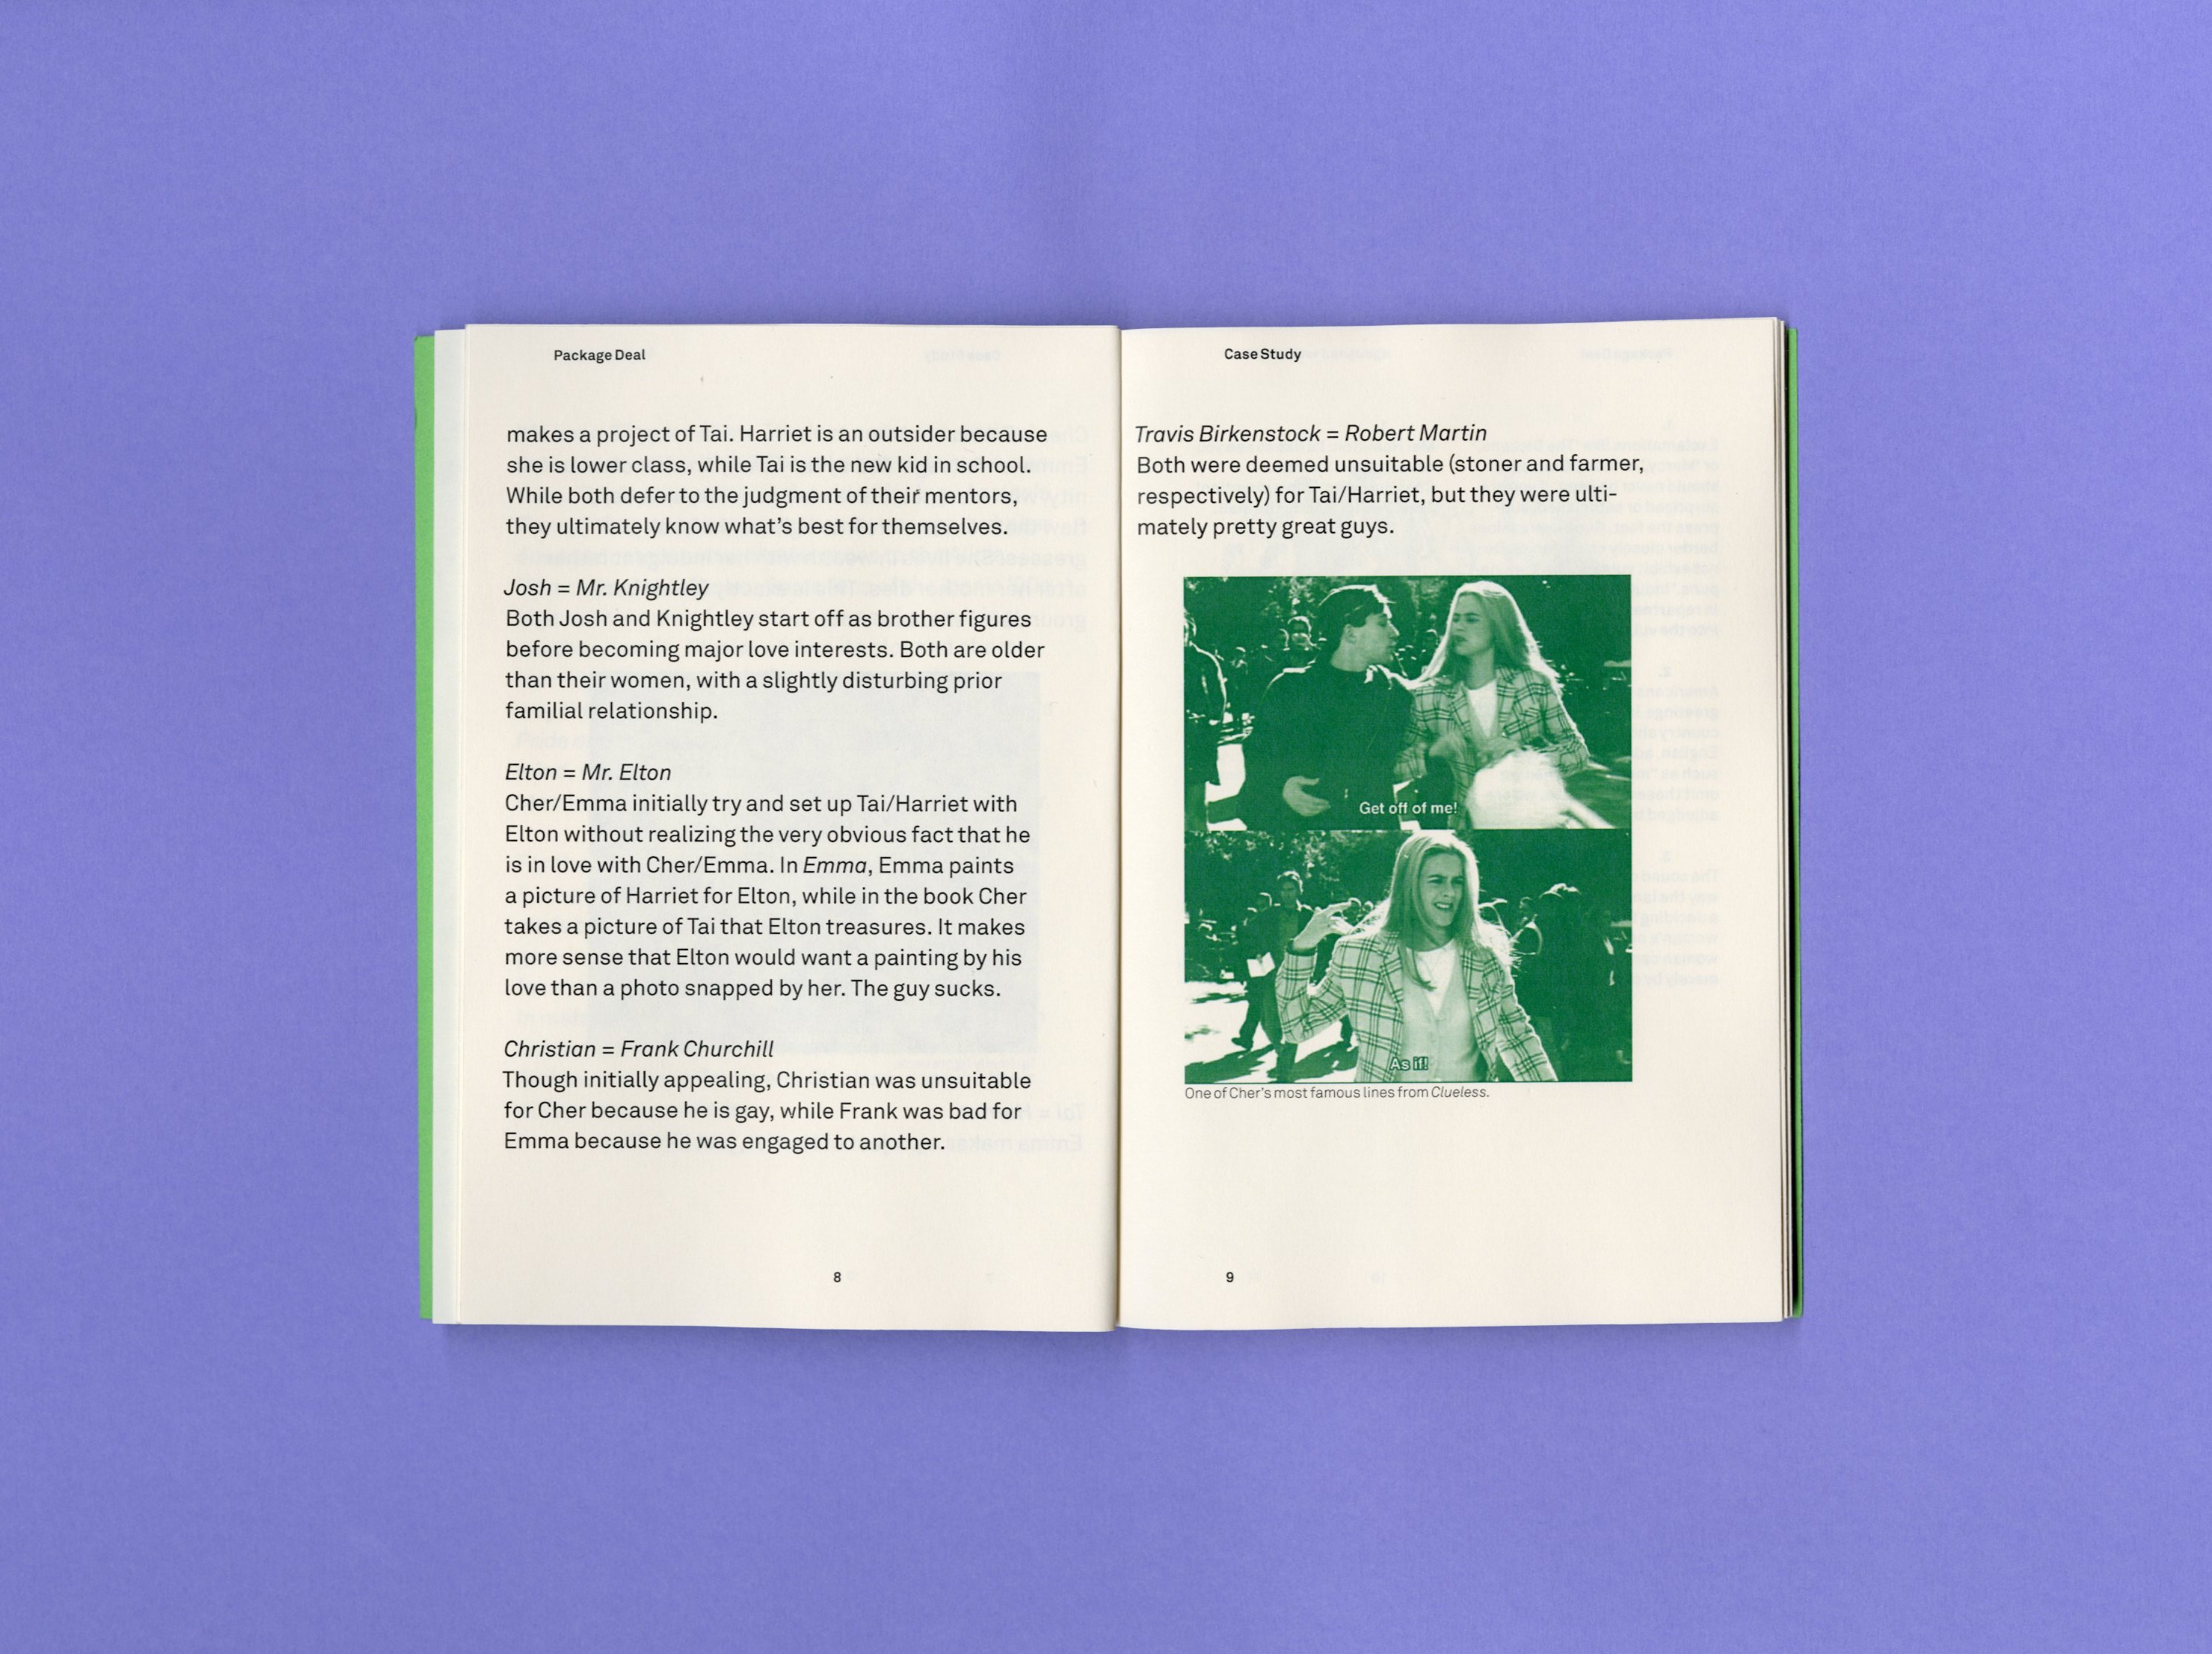 Package Deal
makes a project of Tai. Harriet is an outsider because
she is lower class, while Tai is the new kid in school.
While both defer to the judgment of their mentors,
they ultimately know what's best for themselves.
Josh = Mr. Knightley
Both Josh and Knightley start off as brother figures
before becoming major love interests. Both are older
than their women, with a slightly disturbing prior
familial relationship.
Elton = Mr. Elton
Cher/Emma initially try and set up Tai/Harriet with
Elton without realizing the very obvious fact that he
is in love with Cher/Emma. In Emma, Emma paints
a picture of Harriet for Elton, while in the book Cher
takes a picture of Tai that Elton treasures. It makes
more sense that Elton would want a painting by his
love than a photo snapped by her. The guy sucks.
Christian = Frank Churchill
Though initially appealing, Christian was unsuitable
for Cher because he is gay, while Frank was bad for
Emma because he was engaged to another.
8
Case Study
Travis Birkenstock = Robert Martin
Both were deemed unsuitable (stoner and farmer,
respectively) for Tai/Harriet, but they were ulti-
mately pretty great guys.
Get off of me!
As if!
One of Cher's most famous lines from Clueless.
9